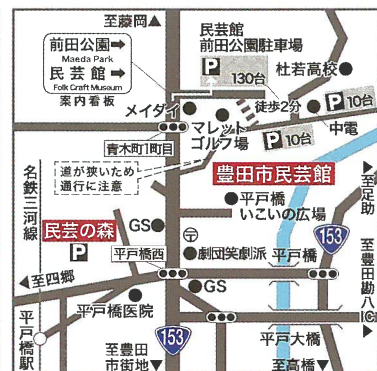 至藤岡▲
前田公園➡
Maeda Park
民芸館➡
Folk Craft Museum
案内看板
民芸館
前田公園駐車場
P 130台
杜若高校
徒歩2分
P 10台
メイダイ
マレット
ゴルフ場
中電
P 10台
青木町1町目
道が狭いため
通行に注意
豊田市民芸館
名鉄三河線
平戸橋
いこいの広場
▶至足助
民芸の森
P
GS
153
〒
劇団笑劇派
平戸橋
平戸橋西
▶至豊田勘八IC
◀至四郷
GS
平戸橋医院
平戸橋駅
153
平戸大橋
至豊田
市街地▼
至高橋▼